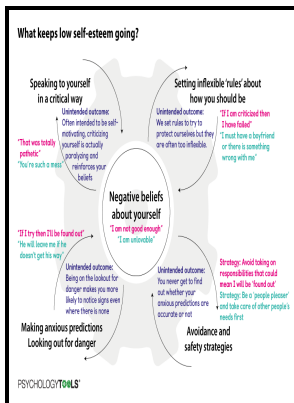 What keeps low self-esteem going?
Speaking to yourself
in a critical way
Unintended outcome:
Often intended to be self-
motivating, criticizing
yourself is actually
paralyzing and
reinforces your
beliefs
"That was totally
pathetic"
"You're such a mess"
Setting inflexible 'rules' about
how you should be
Unintended outcome:
We set rules to try to
protect ourselves but they
are often too inflexible.
"If I am criticized then
I have failed"
"I must have a boyfriend
or there is something
wrong with me"
Negative beliefs
about yourself
"I am not good enough"
"I am unlovable"
"If I try then I'll be found out"
"He will leave me if he
doesn't get his way"
Unintended outcome:
Being on the lookout for
danger makes you more
likely to notice signs even
where there is none
Making anxious predictions
Looking out for danger
Unintended outcome:
You never get to find
out whether your
anxious predictions are
accurate or not
Strategy: Avoid taking on
responsibilities that could
mean I will be 'found out'
Strategy: Be a 'people pleaser'
and take care of other people's
needs first
Avoidance and
safety strategies
PSYCHOLOGYTOOLS